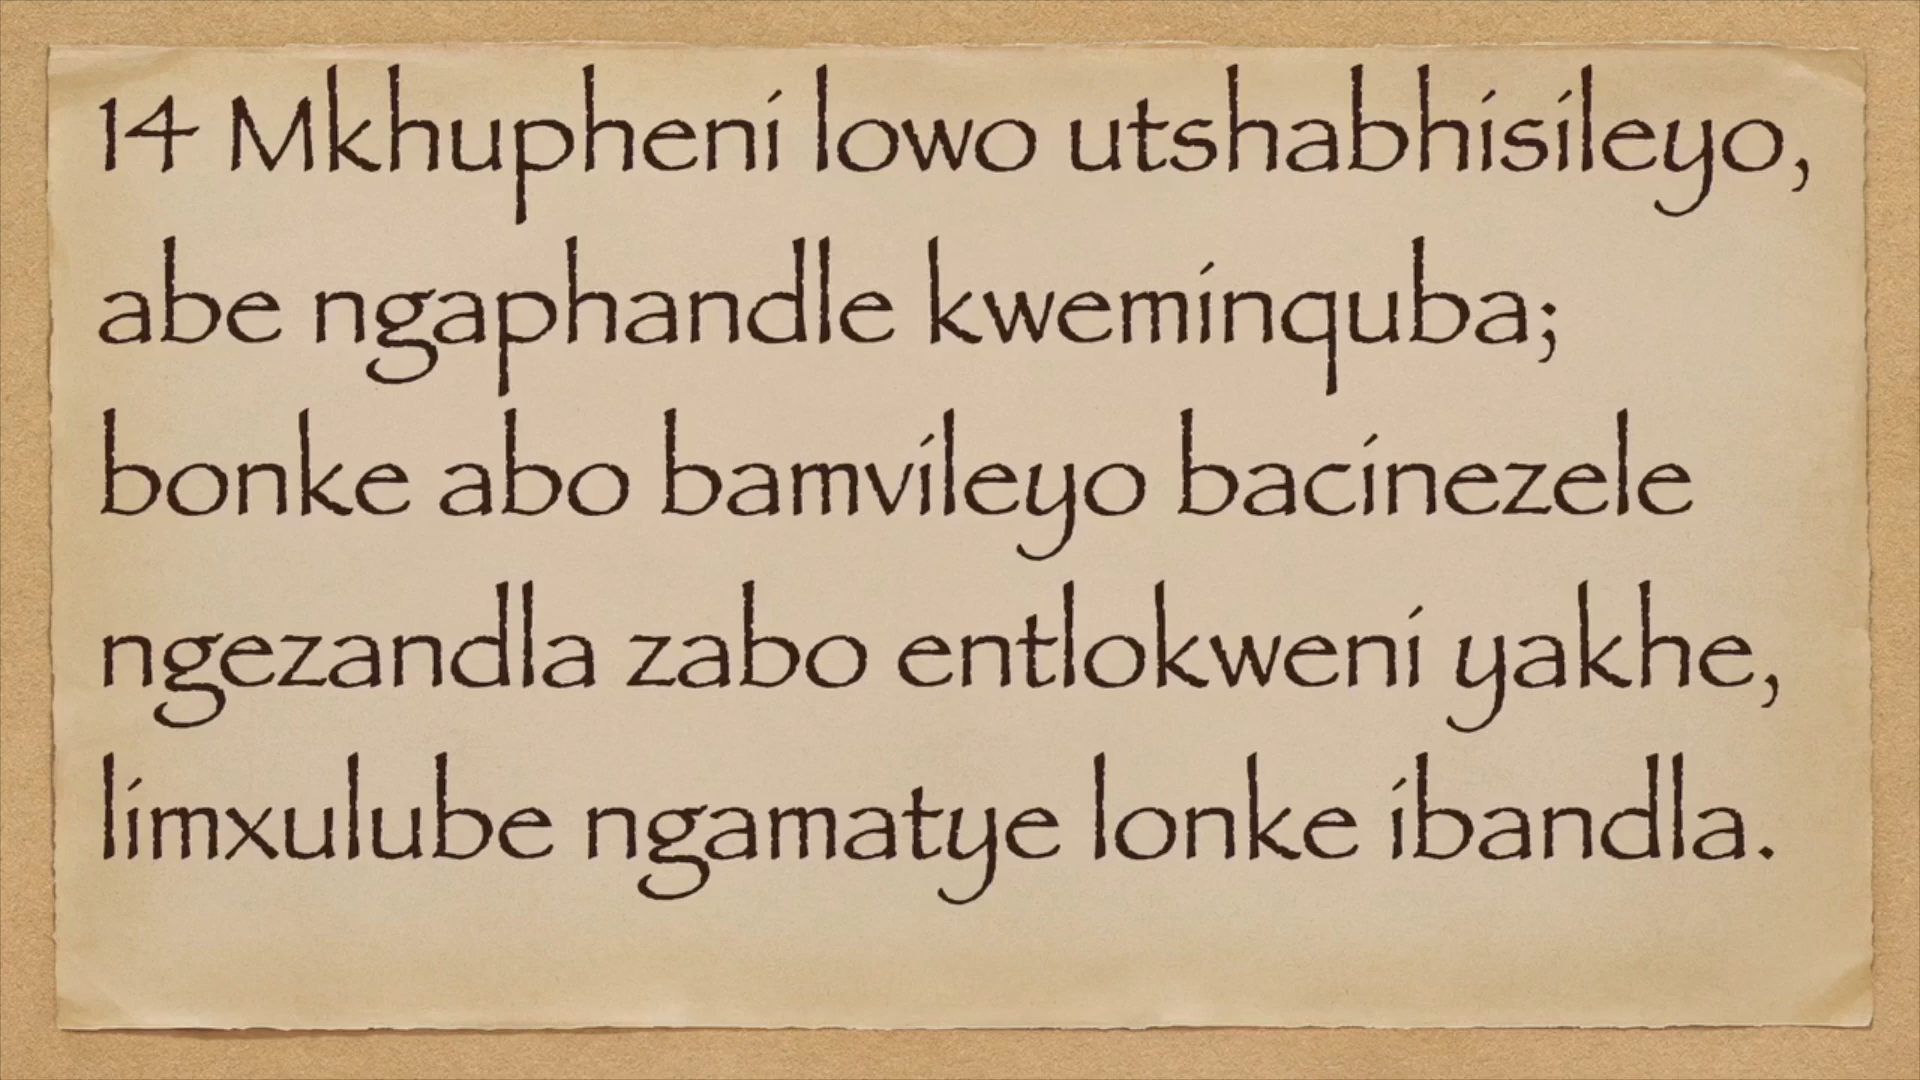 14 Mkhupheni lowo utshabhisileyo,
abe ngaphandle kweminquba;
bonke abo bamvileyo bacinezele
ngezandla zabo entlokweni yakhe,
limxulube ngamatye lonke ibandla.